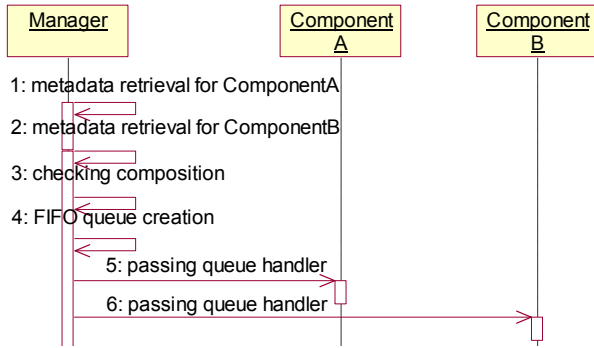 Manager
Component
A
Component
B
1: metadata retrieval for ComponentA
2: metadata retrieval for ComponentB
3: checking composition
4: FIFO queue creation
5: passing queue handler
6: passing queue handler